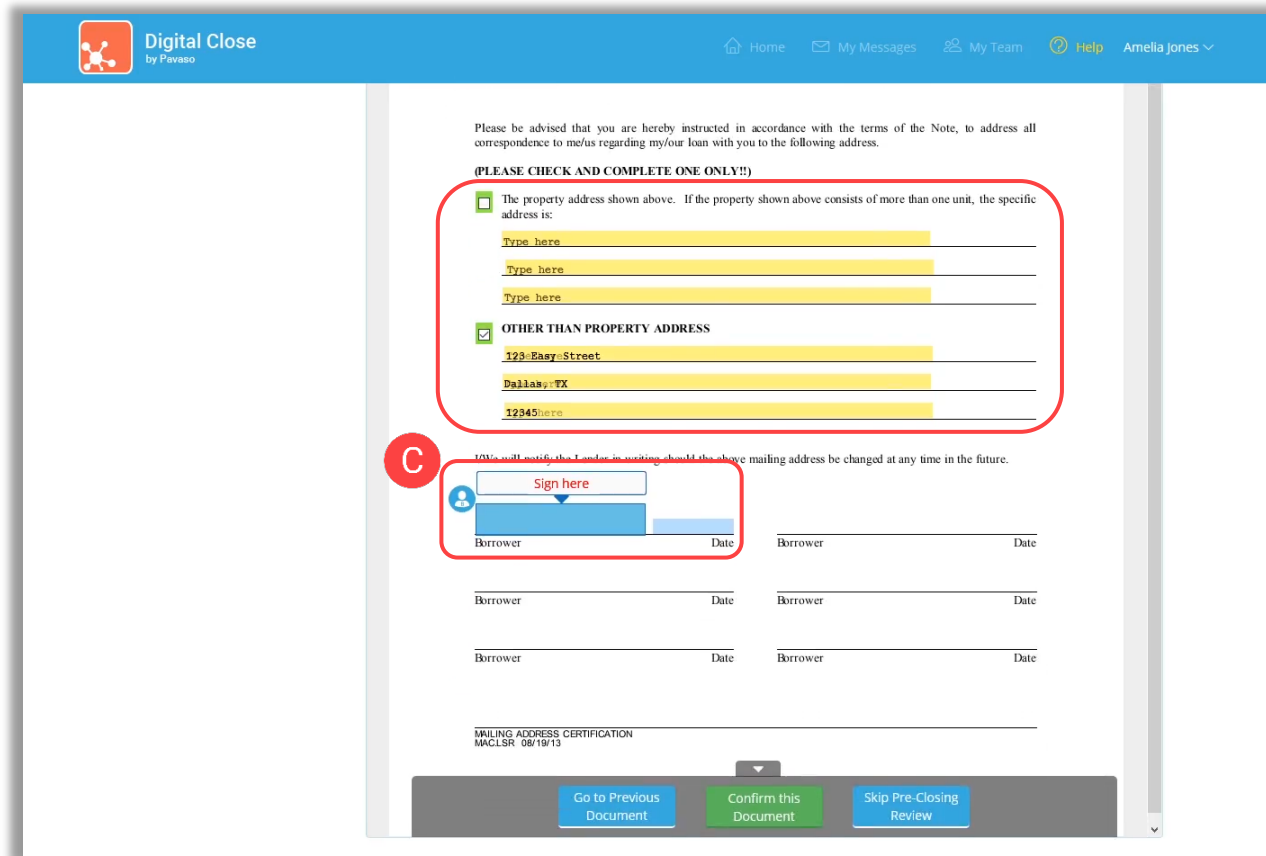 Digital Close
by Pavaso
Home My Messages My Team Help Amelia Jones
Please be advised that you are hereby instructed in accordance with the terms of the Note, to address all
correspondence to me/us regarding my/our loan with you to the following address.
(PLEASE CHECK AND COMPLETE ONE ONLY!!)
The property address shown above. If the property shown above consists of more than one unit, the specific
address is:
Type here
Type here
Type here
OTHER THAN PROPERTY ADDRESS
123 Easy Street
Dallas, TX
12345 here
C
I/We will notify the Lender in writing should the above mailing address be changed at any time in the future.
Sign here
Borrower Date Borrower Date
Borrower Date Borrower Date
Borrower Date Borrower Date
MAILING ADDRESS CERTIFICATION
MAC.LSR 08/19/13
Go to Previous Document
Confirm this Document
Skip Pre-Closing Review